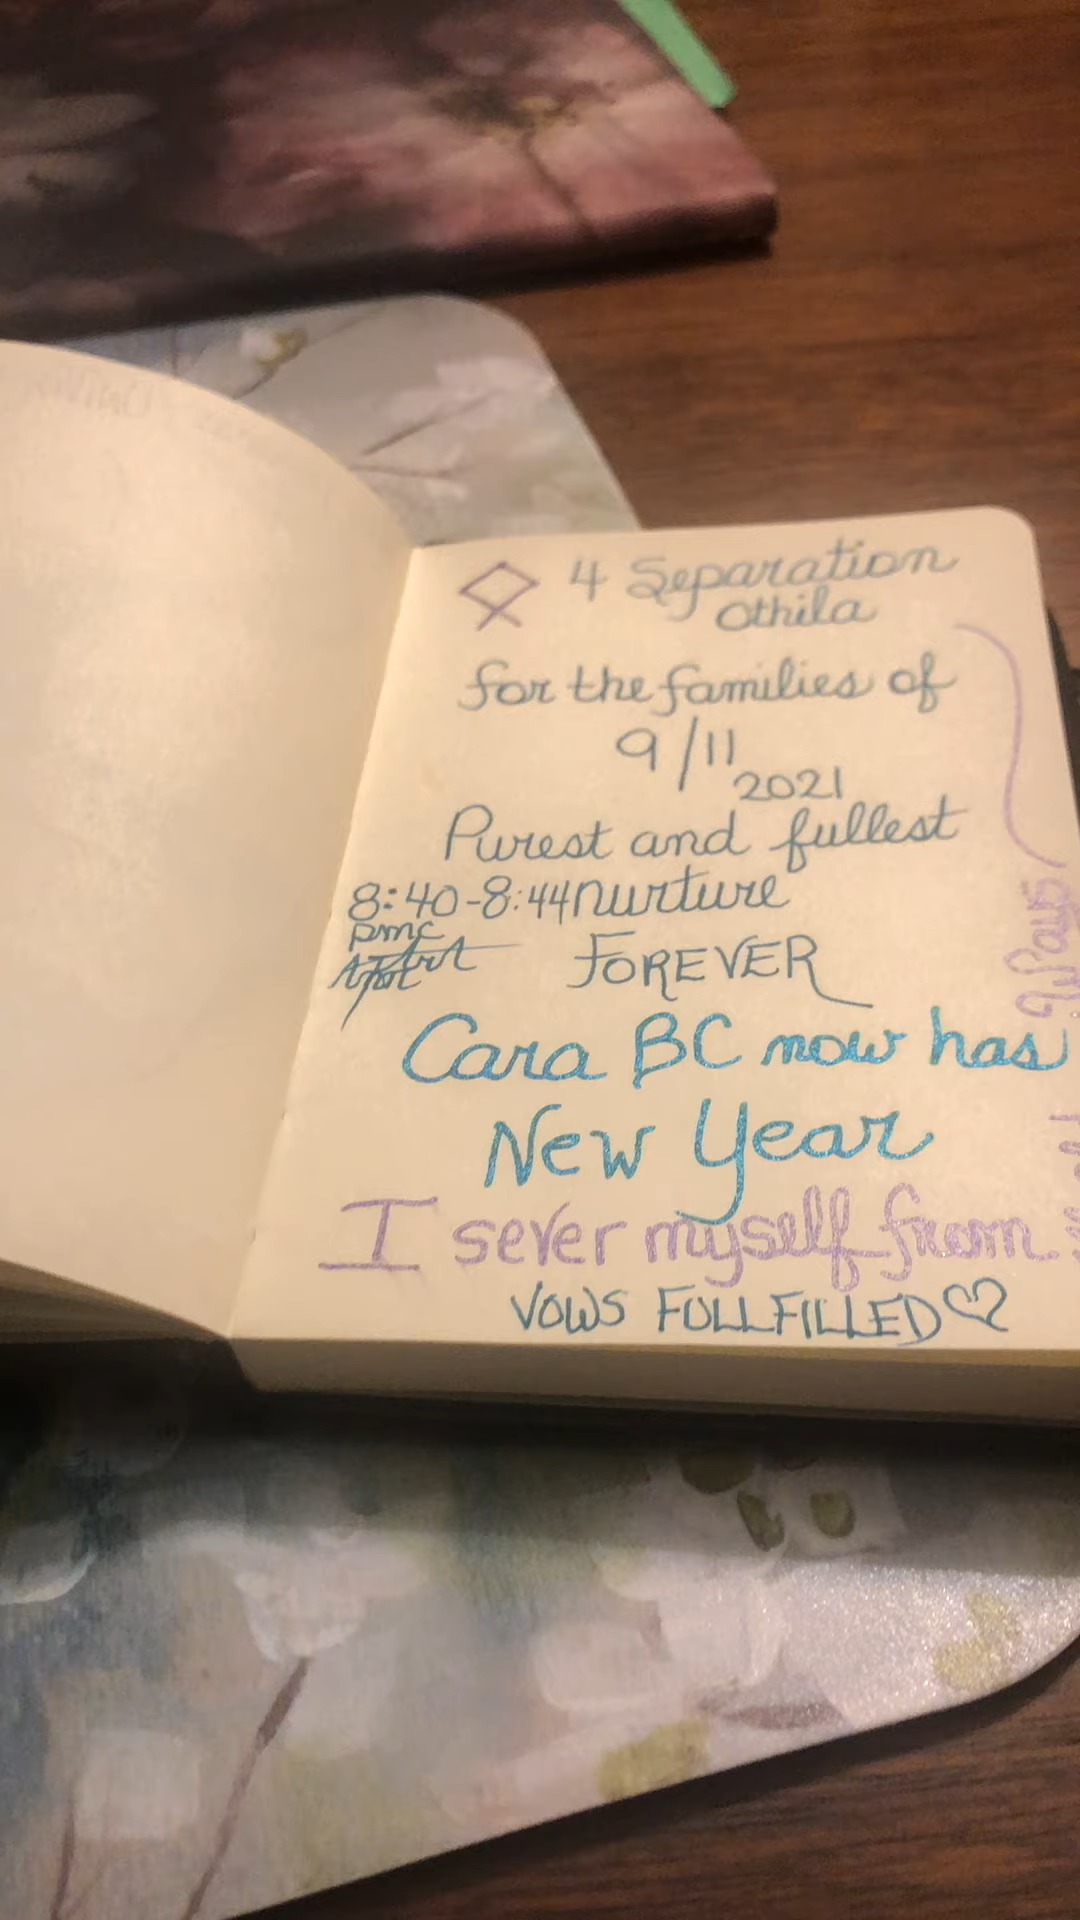 4 Separation
Othila
for the families of
9/11
2021
Purest and fullest
8:40-8:44 nurture
pmc
FOREVER
Cara BC now has
New Year
I sever myself from
VOWS FULLFILLED
Ways